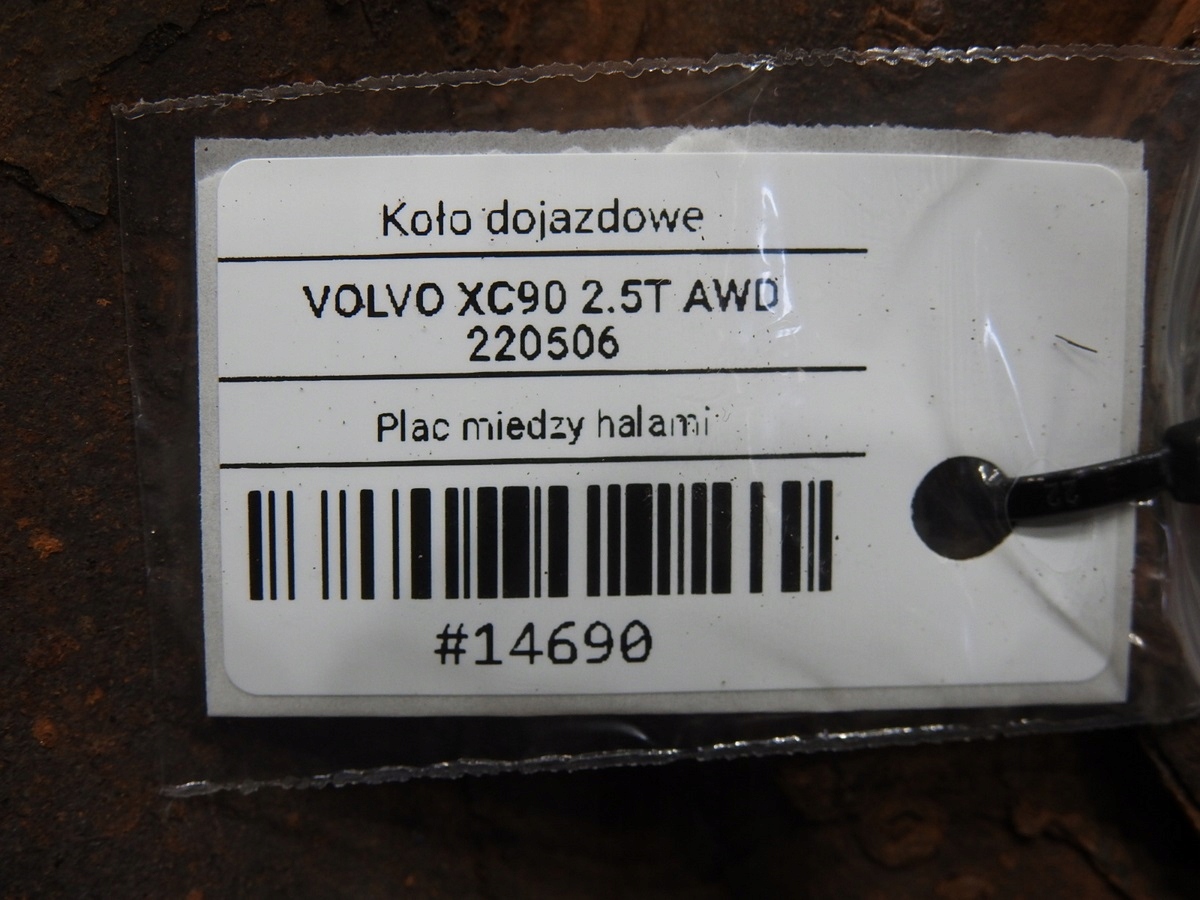 Koło dojazdowe
VOLVO XC90 2.5T AWD
220506
Plac miedzy halami
#14690